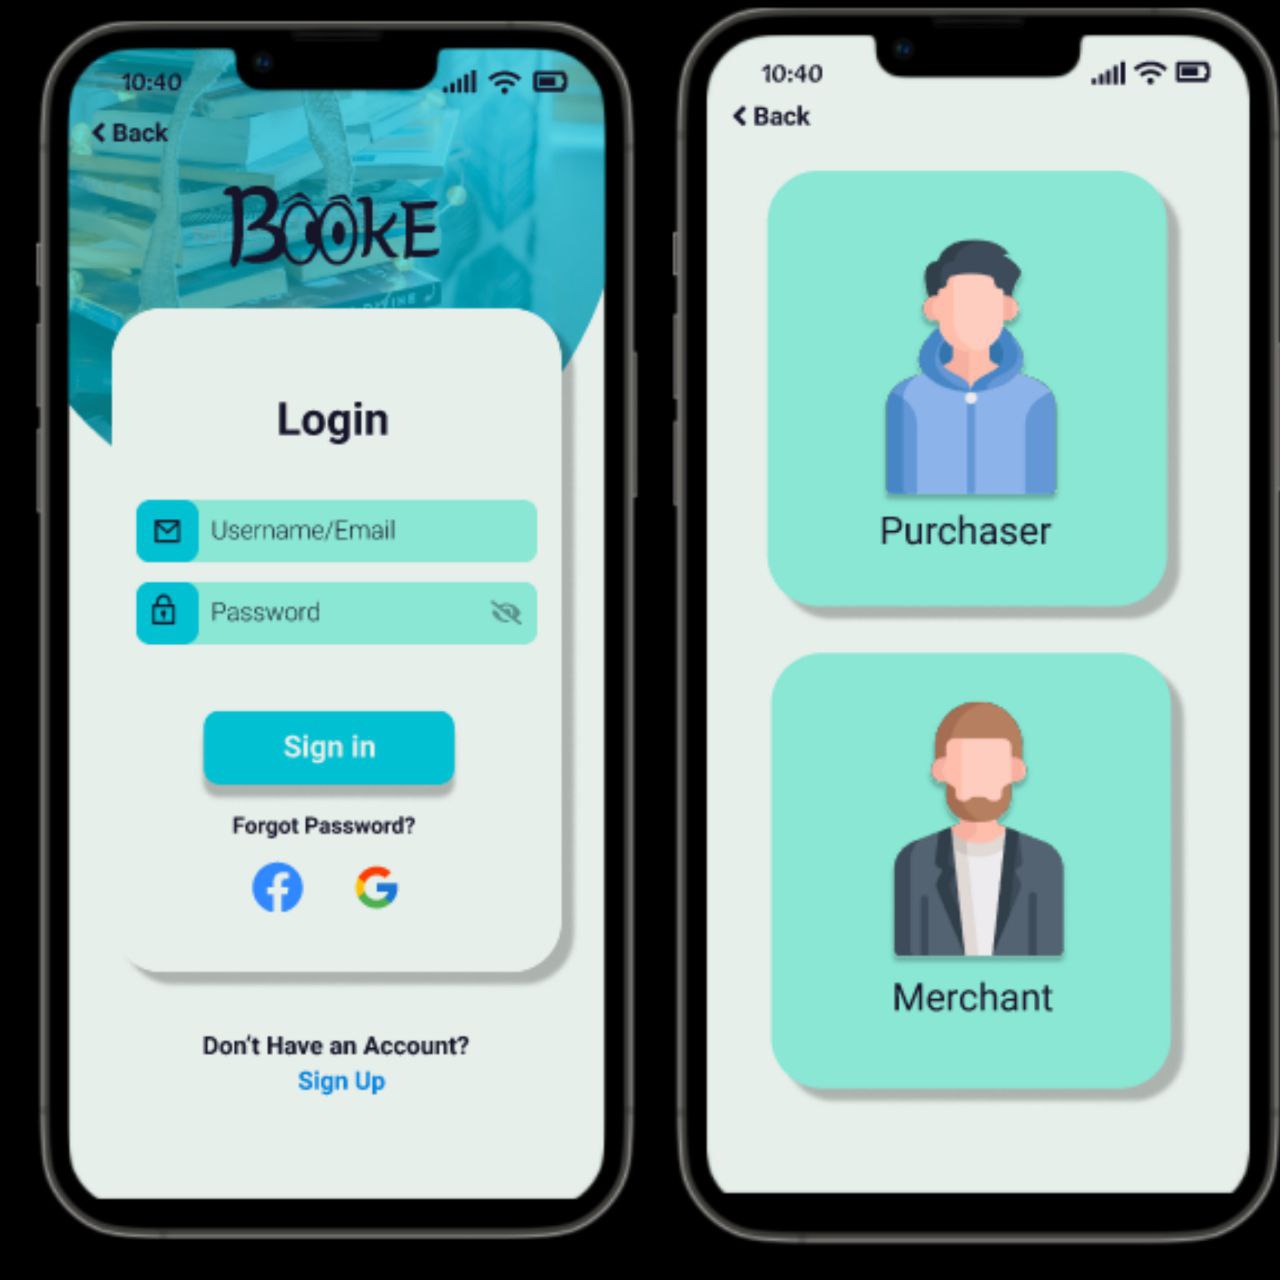 10:40
Back
BOOKE
Login
Username/Email
Password
Sign in
Forgot Password?
Don't Have an Account?
Sign Up
10:40
Back
Purchaser
Merchant